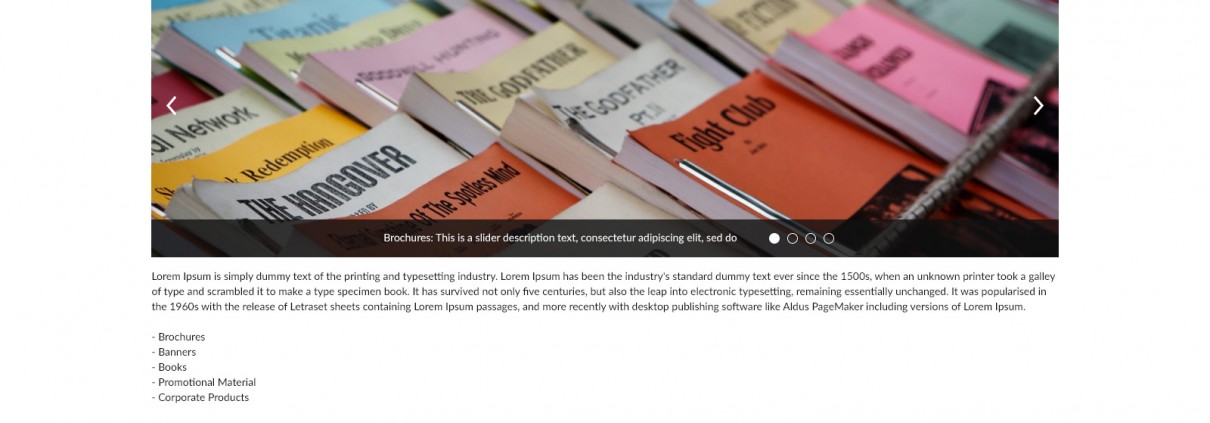 Titanic
GOODWILL HUNTING
THE GODFATHER
THE GODFATHER
PT. II
FICTION
Fight Club
al Network
Redemption
THE HANGOVER
Of The Spotless Mind
Brochures: This is a slider description text, consectetur adipiscing elit, sed do
Lorem Ipsum is simply dummy text of the printing and typesetting industry. Lorem Ipsum has been the industry's standard dummy text ever since the 1500s, when an unknown printer took a galley
of type and scrambled it to make a type specimen book. It has survived not only five centuries, but also the leap into electronic typesetting, remaining essentially unchanged. It was popularised in
the 1960s with the release of Letraset sheets containing Lorem Ipsum passages, and more recently with desktop publishing software like Aldus PageMaker including versions of Lorem Ipsum.
- Brochures
- Banners
- Books
- Promotional Material
- Corporate Products